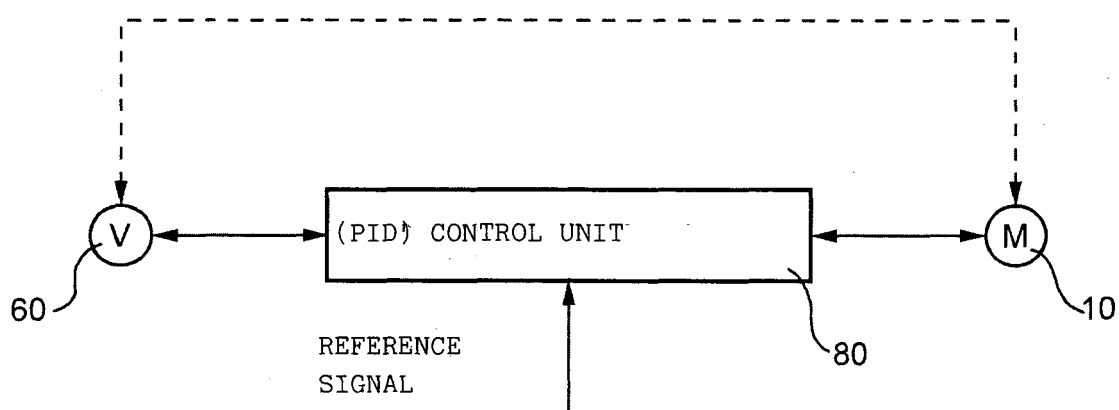 V
(PID) CONTROL UNIT
M
60
80
10
REFERENCE
SIGNAL